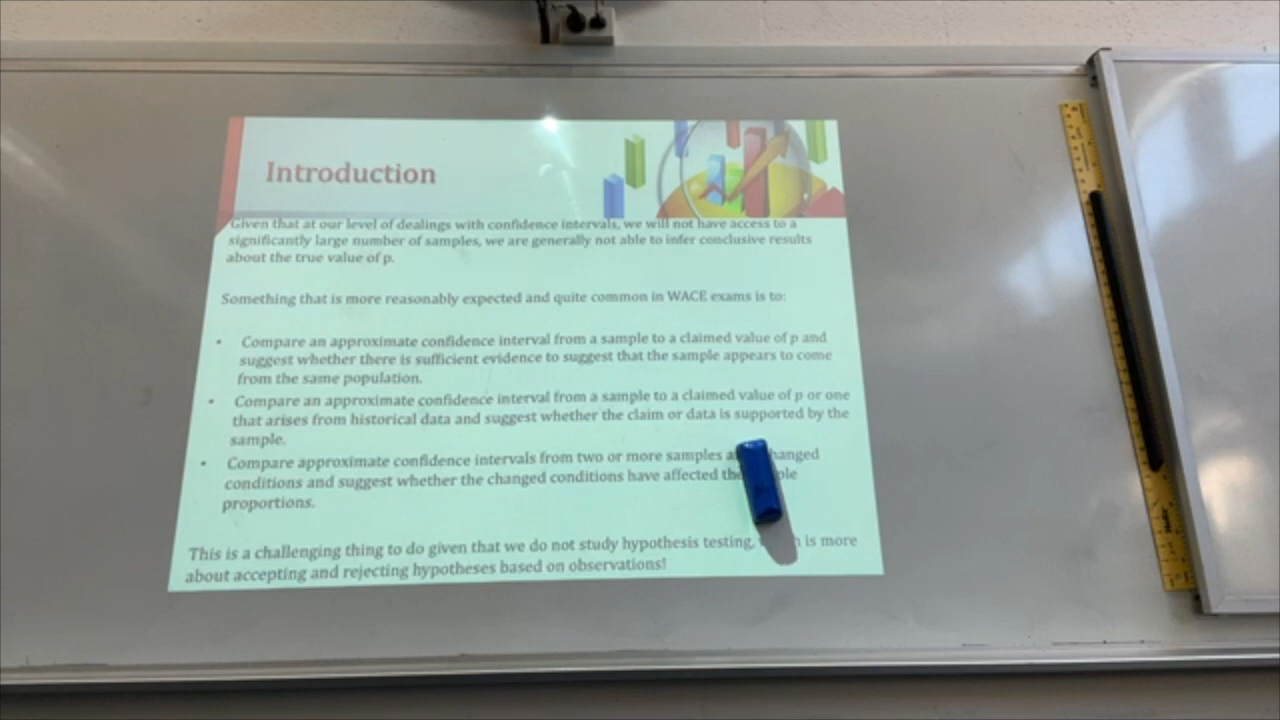 Introduction
Given that at our level of dealings with confidence intervals, we will not have access to a
significantly large number of samples, we are generally not able to infer conclusive results
about the true value of p.
Something that is more reasonably expected and quite common in WACE exams is to:
• Compare an approximate confidence interval from a sample to a claimed value of p and
suggest whether there is sufficient evidence to suggest that the sample appears to come
from the same population.
• Compare an approximate confidence interval from a sample to a claimed value of p or one
that arises from historical data and suggest whether the claim or data is supported by the
sample.
• Compare approximate confidence intervals from two or more samples
conditions and suggest whether the changed conditions have affected
proportions.
This is a challenging thing to do given that we do not study hypothesis testing, is more
about accepting and rejecting hypotheses based on observations!